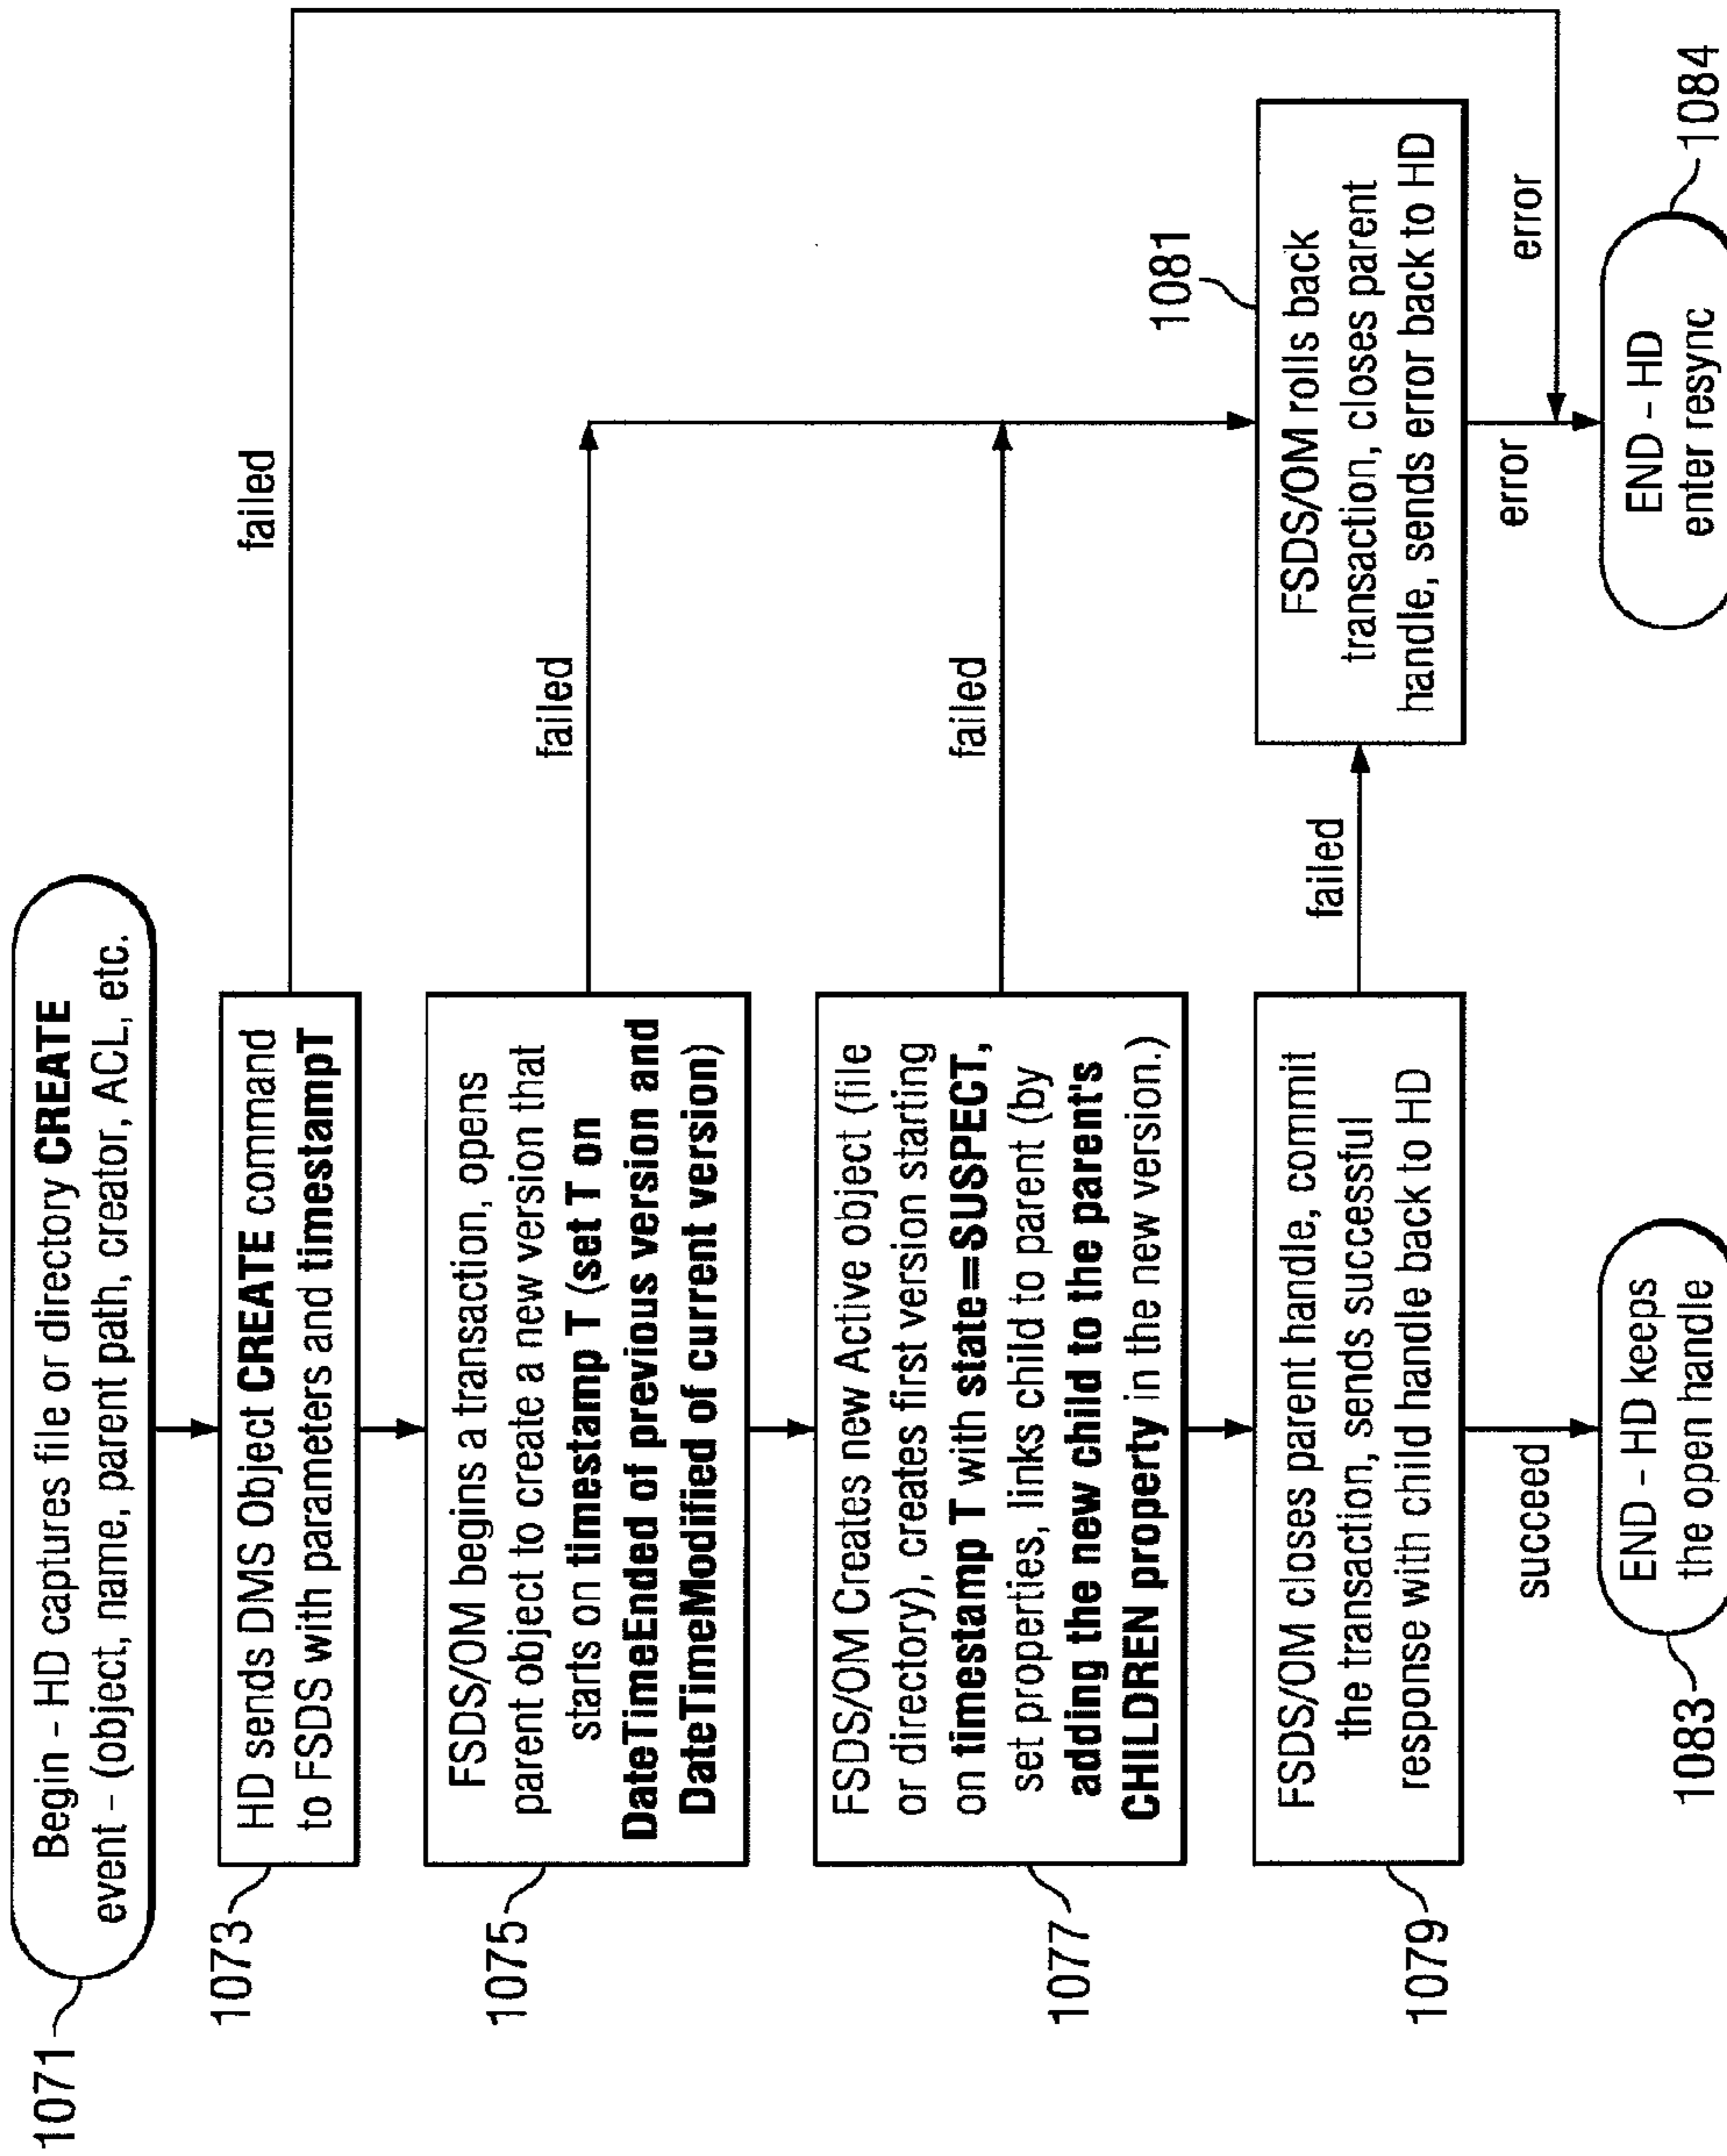 1071
Begin - HD captures file or directory CREATE
event - (object, name, parent path, creator, ACL, etc.
1073
HD sends DMS Object CREATE command
to FSDS with parameters and timestampT
failed
1075
FSDS/OM begins a transaction, opens
parent object to create a new version that
starts on timestamp T (set T on
DateTimeEnded of previous version and
DateTimeModified of current version)
failed
1077
FSDS/OM Creates new Active object (file
or directory), creates first version starting
on timestamp T with state=SUSPECT,
set properties, links child to parent (by
adding the new child to the parent's
CHILDREN property in the new version.)
failed
1079
FSDS/OM closes parent handle, commit
the transaction, sends successful
response with child handle back to HD
failed
1081
FSDS/OM rolls back
transaction, closes parent
handle, sends error back to HD
succeed
error
error
1083
END - HD keeps
the open handle
END - HD
enter resync
1084